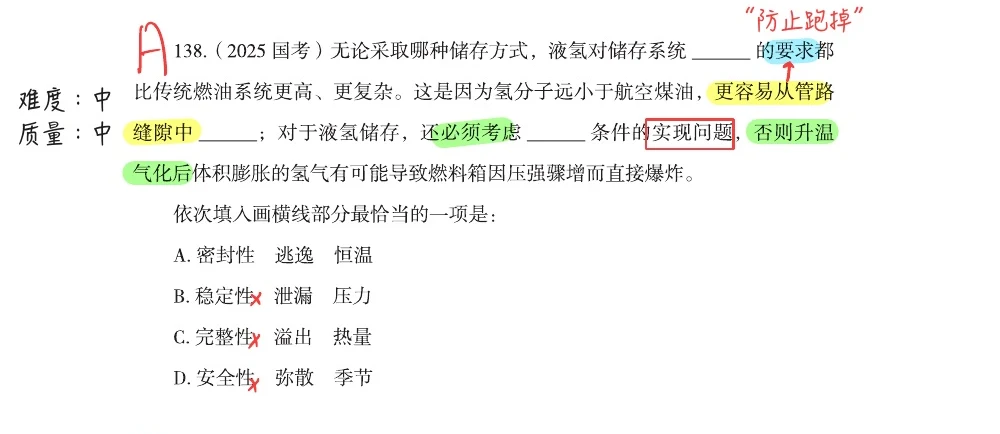 “防止跑掉”
A 138.（2025 国考）无论采取哪种储存方式，液氢对储存系统 ______ 的要求都
难度：中 比传统燃油系统更高、更复杂。这是因为氢分子远小于航空煤油，更容易从管路
质量：中 缝隙中 ______；对于液氢储存，还必须考虑 ______ 条件的实现问题，否则升温
气化后体积膨胀的氢气有可能导致燃料箱因压强骤增而直接爆炸。
依次填入画横线部分最恰当的一项是：
A. 密封性 逃逸 恒温
B. 稳定性× 泄漏 压力
C. 完整性× 溢出 热量
D. 安全性× 弥散 季节